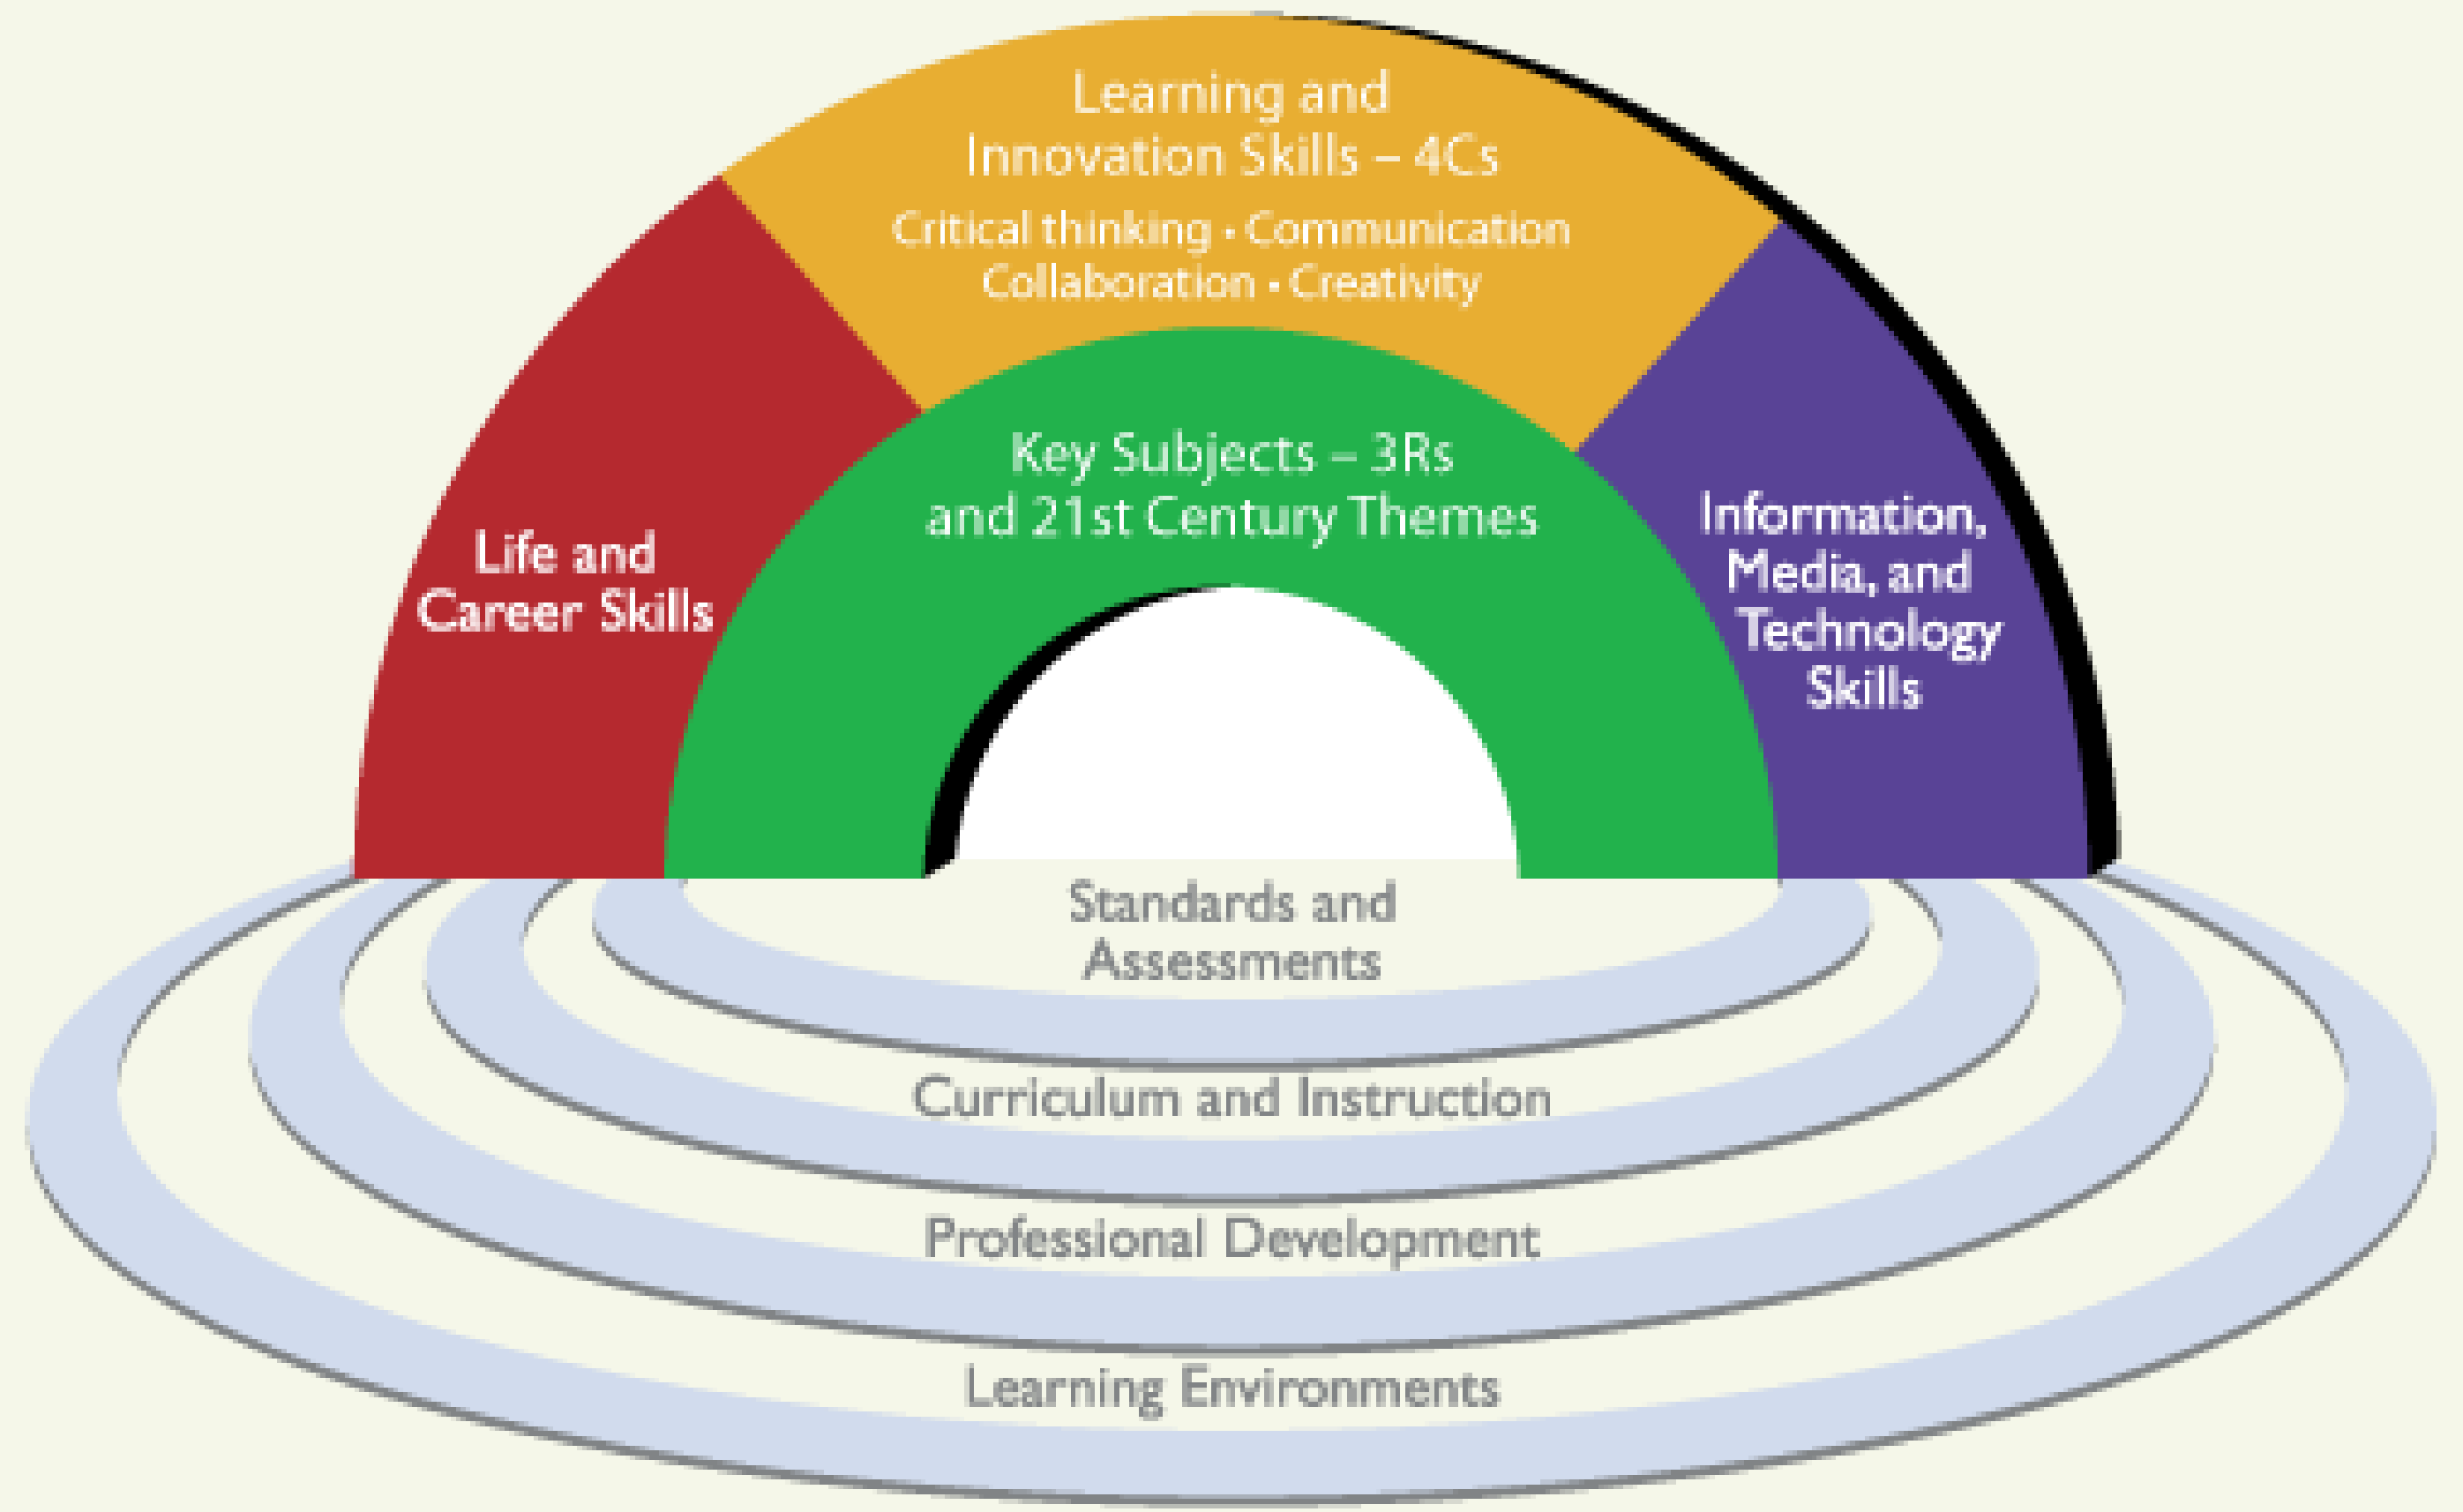 Learning and
Innovation Skills – 4Cs
Critical thinking • Communication
Collaboration • Creativity
Key Subjects – 3Rs
and 21st Century Themes
Life and
Career Skills
Information,
Media, and
Technology
Skills
Standards and
Assessments
Curriculum and Instruction
Professional Development
Learning Environments